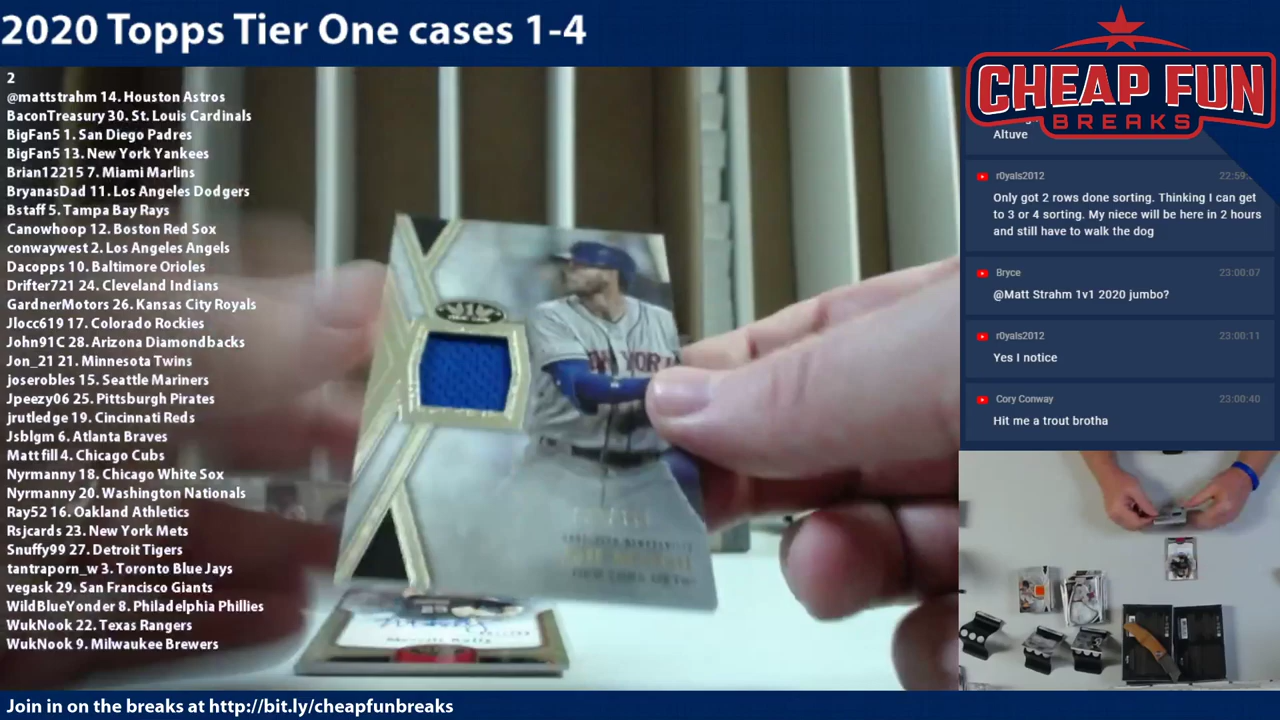 2020 Topps Tier One cases 1-4
2
@mattstrahm 14. Houston Astros
BaconTreasury 30. St. Louis Cardinals
BigFan5 1. San Diego Padres
BigFan5 13. New York Yankees
Brian12215 7. Miami Marlins
BryanasDad 11. Los Angeles Dodgers
Bstaff 5. Tampa Bay Rays
Canowhoop 12. Boston Red Sox
conwaywest 2. Los Angeles Angels
Dacopps 10. Baltimore Orioles
Drifter721 24. Cleveland Indians
GardnerMotors 26. Kansas City Royals
Jlocc619 17. Colorado Rockies
John91C 28. Arizona Diamondbacks
Jon_21 21. Minnesota Twins
joserobles 15. Seattle Mariners
Jpeezy06 25. Pittsburgh Pirates
jrutledge 19. Cincinnati Reds
Jsblgm 6. Atlanta Braves
Matt fill 4. Chicago Cubs
Nyrmanny 18. Chicago White Sox
Nyrmanny 20. Washington Nationals
Ray52 16. Oakland Athletics
Rsjcards 23. New York Mets
Snuffy99 27. Detroit Tigers
tantraporn_w 3. Toronto Blue Jays
vegask 29. San Francisco Giants
WildBlueYonder 8. Philadelphia Phillies
WukNook 22. Texas Rangers
WukNook 9. Milwaukee Brewers
NEW YORK
CHEAP FUN
BREAKS
Altuve
r0yals2012
Only got 2 rows done sorting. Thinking I can get
to 3 or 4 sorting. My niece will be here in 2 hours
and still have to walk the dog
Bryce 23:00:07
@Matt Strahm 1v1 2020 jumbo?
r0yals2012 23:00:11
Yes I notice
Cory Conway 23:00:40
Hit me a trout brotha
Join in on the breaks at http://bit.ly/cheapfunbreaks